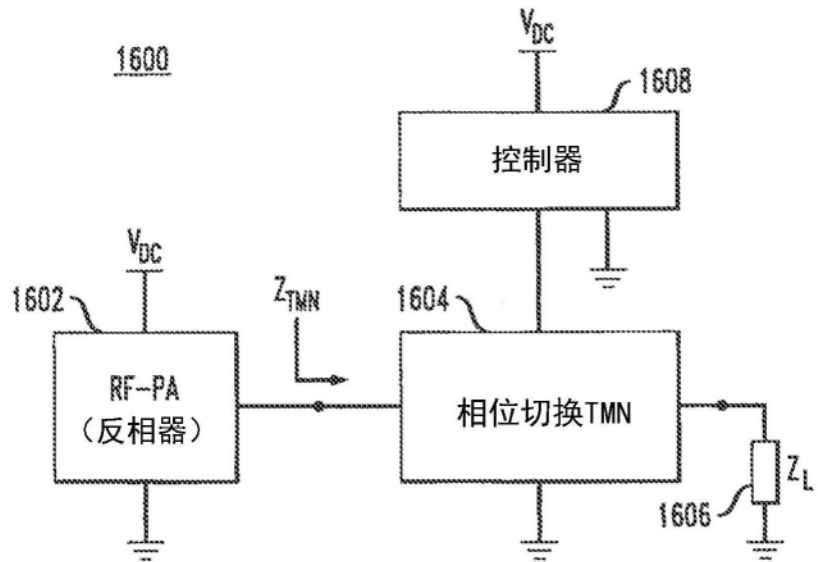 1600
V_DC
1608
控制器
V_DC
1602
Z_TMN
1604
RF-PA
(反相器)
相位切换TMN
1606
Z_L